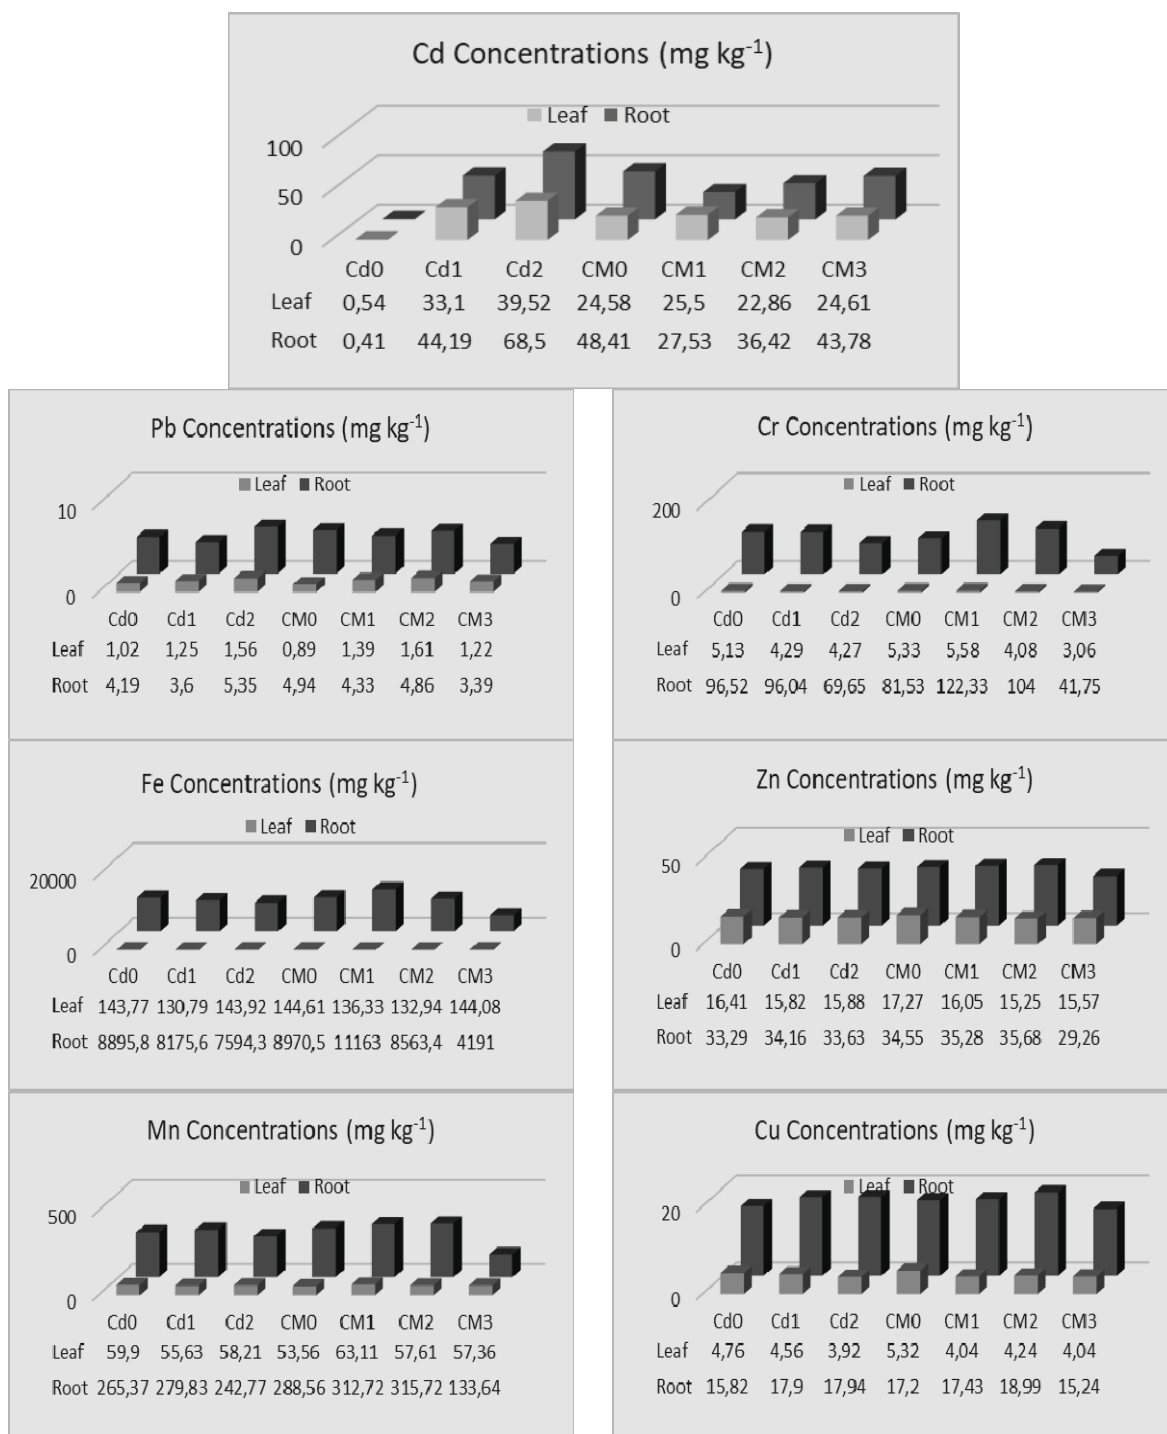 Cd Concentrations (mg kg-1)
Leaf Root
100
50
0
Cd0 Cd1 Cd2 CM0 CM1 CM2 CM3
Leaf 0,54 33,1 39,52 24,58 25,5 22,86 24,61
Root 0,41 44,19 68,5 48,41 27,53 36,42 43,78
Pb Concentrations (mg kg-1)
Leaf Root
10
0
Cd0 Cd1 Cd2 CM0 CM1 CM2 CM3
Leaf 1,02 1,25 1,56 0,89 1,39 1,61 1,22
Root 4,19 3,6 5,35 4,94 4,33 4,86 3,39
Cr Concentrations (mg kg-1)
Leaf Root
200
0
Cd0 Cd1 Cd2 CM0 CM1 CM2 CM3
Leaf 5,13 4,29 4,27 5,33 5,58 4,08 3,06
Root 96,52 96,04 69,65 81,53 122,33 104 41,75
Fe Concentrations (mg kg-1)
Leaf Root
20000
0
Cd0 Cd1 Cd2 CM0 CM1 CM2 CM3
Leaf 143,77 130,79 143,92 144,61 136,33 132,94 144,08
Root 8895,8 8175,6 7594,3 8970,5 11163 8563,4 4191
Zn Concentrations (mg kg-1)
Leaf Root
50
0
Cd0 Cd1 Cd2 CM0 CM1 CM2 CM3
Leaf 16,41 15,82 15,88 17,27 16,05 15,25 15,57
Root 33,29 34,16 33,63 34,55 35,28 35,68 29,26
Mn Concentrations (mg kg-1)
Leaf Root
500
0
Cd0 Cd1 Cd2 CM0 CM1 CM2 CM3
Leaf 59,9 55,63 58,21 53,56 63,11 57,61 57,36
Root 265,37 279,83 242,77 288,56 312,72 315,72 133,64
Cu Concentrations (mg kg-1)
Leaf Root
20
0
Cd0 Cd1 Cd2 CM0 CM1 CM2 CM3
Leaf 4,76 4,56 3,92 5,32 4,04 4,24 4,04
Root 15,82 17,9 17,94 17,2 17,43 18,99 15,24